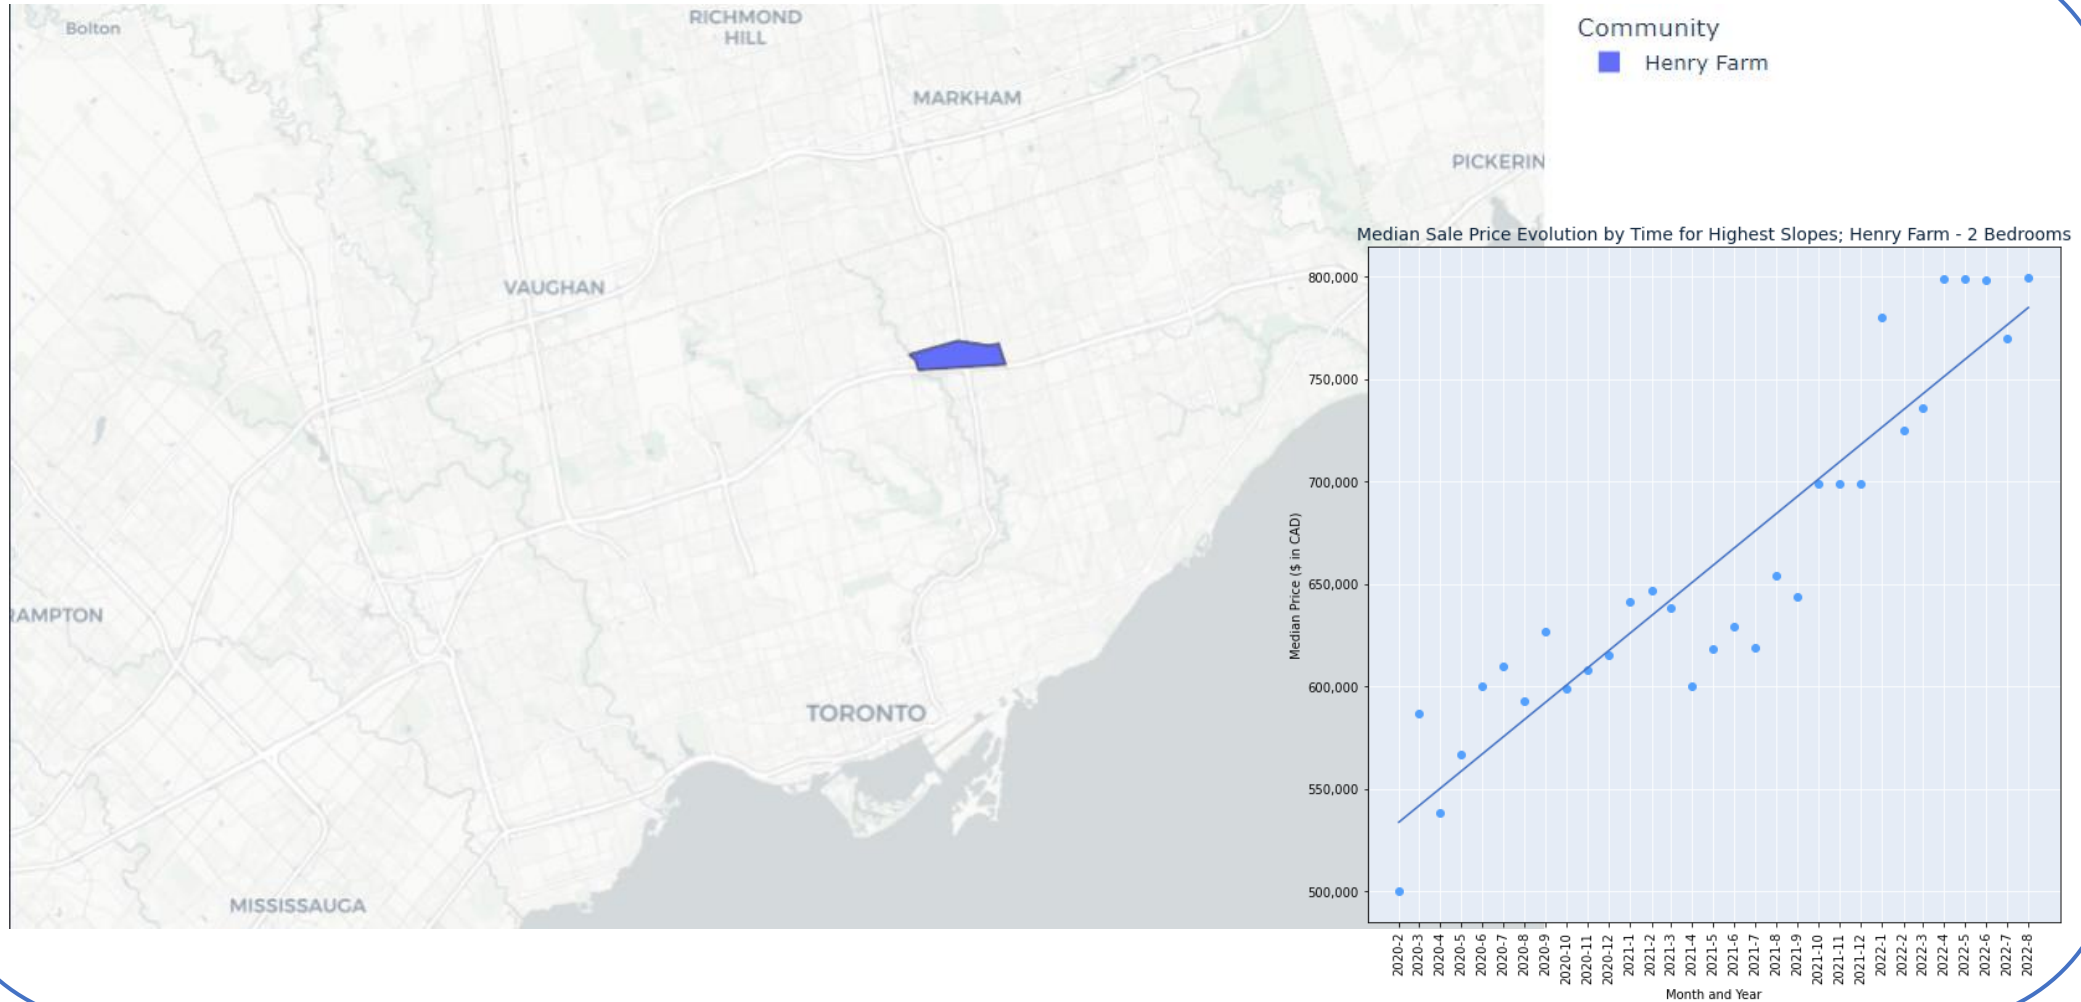 Bolton
RICHMOND
HILL
MARKHAM
PICKERIN
VAUGHAN
RAMPTON
TORONTO
MISSISSAUGA
Community
Henry Farm
Median Sale Price Evolution by Time for Highest Slopes; Henry Farm - 2 Bedrooms
800,000
750,000
700,000
650,000
600,000
550,000
500,000
Median Price ($ in CAD)
2020-2
2020-3
2020-4
2020-5
2020-6
2020-7
2020-8
2020-9
2020-10
2020-11
2020-12
2021-1
2021-2
2021-3
2021-4
2021-5
2021-6
2021-7
2021-8
2021-9
2021-10
2021-11
2021-12
2022-1
2022-2
2022-3
2022-4
2022-5
2022-6
2022-7
2022-8
Month and Year